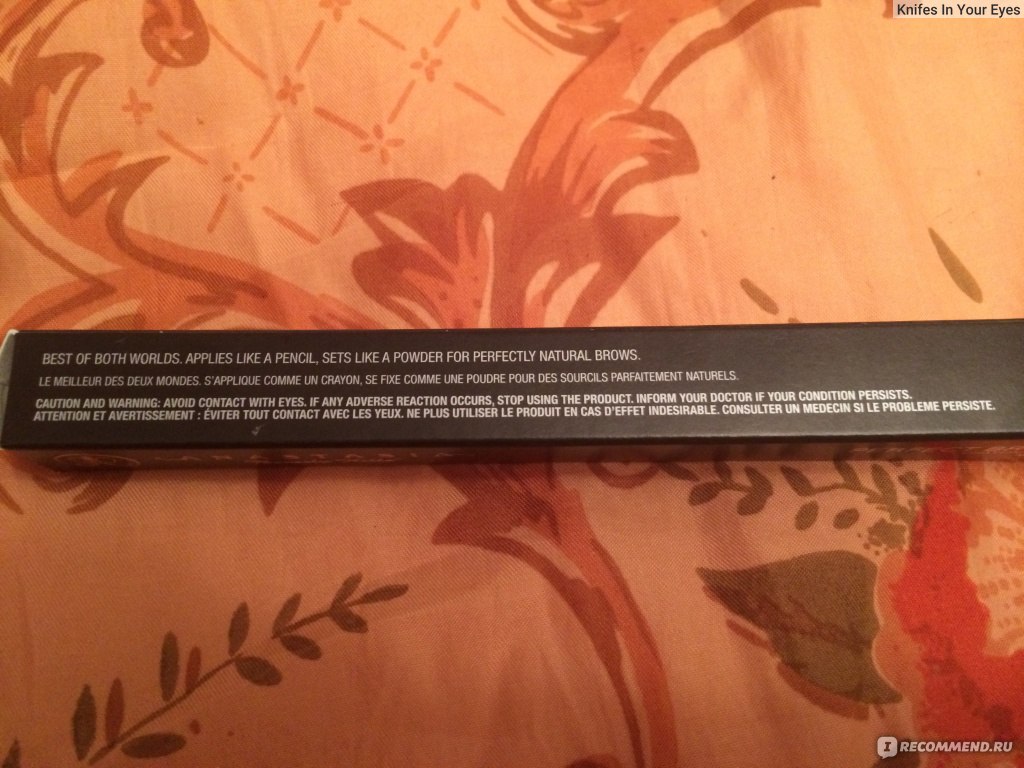 Knifes In Your Eyes
BEST OF BOTH WORLDS. APPLIES LIKE A PENCIL, SETS LIKE A POWDER FOR PERFECTLY NATURAL BROWS.
LE MEILLEUR DES DEUX MONDES. S'APPLIQUE COMME UN CRAYON, SE FIXE COMME UNE POUDRE POUR DES SOURCILS PARFAITEMENT NATURELS.
CAUTION AND WARNING: AVOID CONTACT WITH EYES. IF ANY ADVERSE REACTION OCCURS, STOP USING THE PRODUCT. INFORM YOUR DOCTOR IF YOUR CONDITION PERSISTS.
ATTENTION ET AVERTISSEMENT : ÉVITER TOUT CONTACT AVEC LES YEUX. NE PLUS UTILISER LE PRODUIT EN CAS D'EFFET INDESIRABLE. CONSULTER UN MEDECIN SI LE PROBLEME PERSISTE.
ANASTASIA
I RECOMMEND.RU